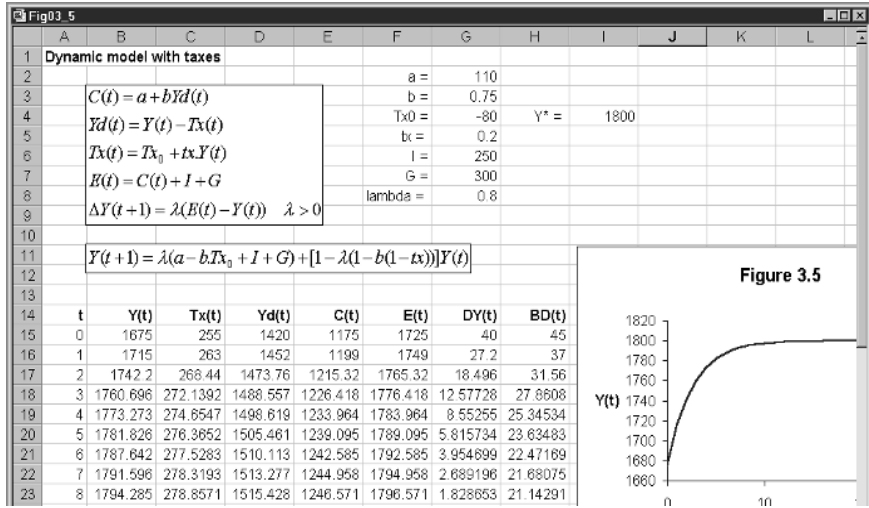 Fig03_5
A B C D E F G H I J K L
1 Dynamic model with taxes
2 a = 110
3 C(t) = a + bYd(t) b = 0.75
4 Yd(t) = Y(t) − Tx(t) Tx0 = -80 Y* = 1800
5 tx = 0.2
6 Tx(t) = Tx₀ + tx.Y(t) I = 250
7 E(t) = C(t) + I + G G = 300
8 lambda = 0.8
9 ΔY(t+1) = λ(E(t) − Y(t)) λ > 0
10
11 Y(t+1) = λ(a − b.Tx₀ + I + G) + [1 − λ(1 − b(1 − tx))]Y(t)
12 Figure 3.5
13
14 t Y(t) Tx(t) Yd(t) C(t) E(t) DY(t) BD(t)
15 0 1675 255 1420 1175 1725 40 45
16 1 1715 263 1452 1199 1749 27.2 37
17 2 1742.2 268.44 1473.76 1215.32 1765.32 18.496 31.56
18 3 1760.696 272.1392 1488.557 1226.418 1776.418 12.57728 27.8608
19 4 1773.273 274.6547 1498.619 1233.964 1783.964 8.55255 25.34534
20 5 1781.826 276.3652 1505.461 1239.095 1789.095 5.815734 23.63483
21 6 1787.642 277.5283 1510.113 1242.585 1792.585 3.954699 22.47169
22 7 1791.596 278.3193 1513.277 1244.958 1794.958 2.689196 21.68075
23 8 1794.285 278.8571 1515.428 1246.571 1796.571 1.828653 21.14291
1820
1800
1780
1760
Y(t) 1740
1720
1700
1680
1660
0 10